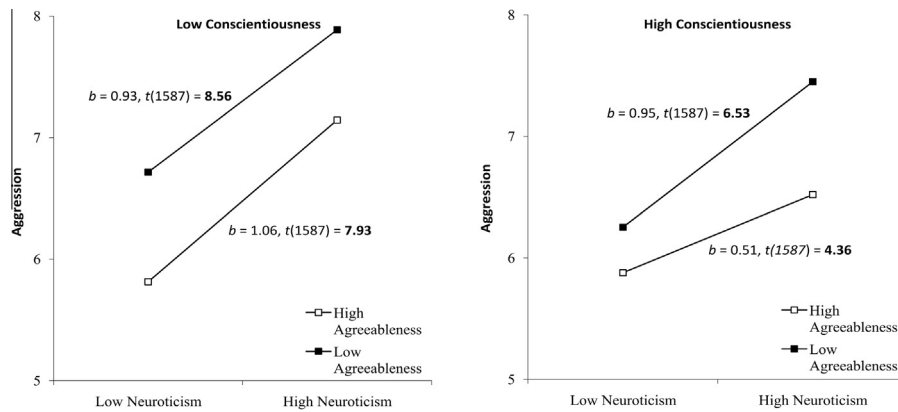 Low Conscientiousness
8
7
6
5
Aggression
b = 0.93, t(1587) = 8.56
b = 1.06, t(1587) = 7.93
High
Agreeableness
Low
Agreeableness
Low Neuroticism
High Neuroticism
High Conscientiousness
8
7
6
5
Aggression
b = 0.95, t(1587) = 6.53
b = 0.51, t(1587) = 4.36
High
Agreeableness
Low
Agreeableness
Low Neuroticism
High Neuroticism